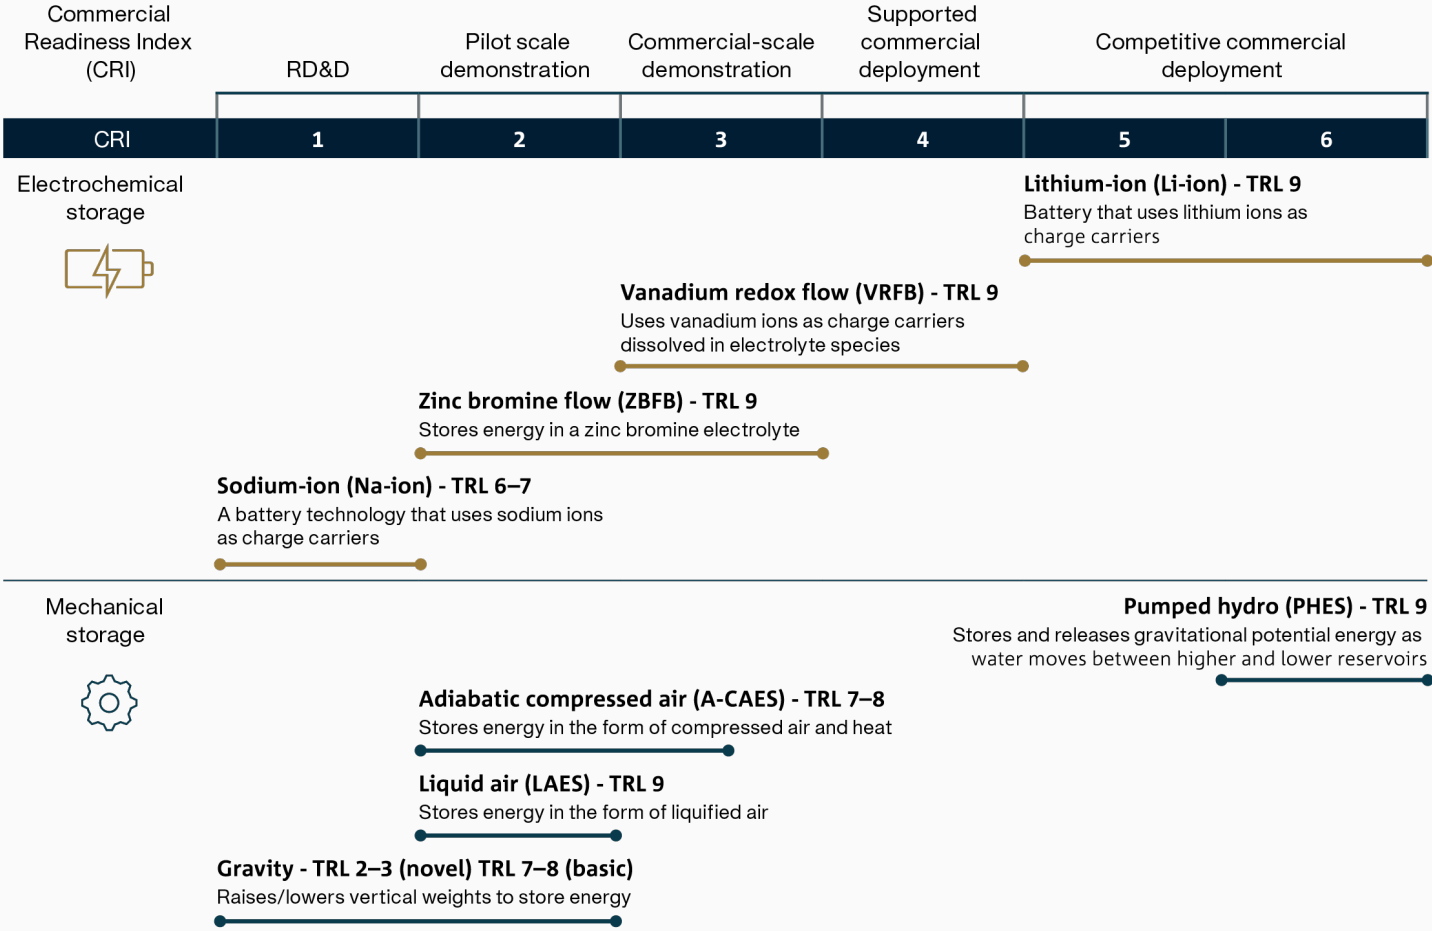 Commercial
Readiness Index
(CRI)
RD&D
Pilot scale
demonstration
Commercial-scale
demonstration
Supported
commercial
deployment
Competitive commercial
deployment
CRI 1 2 3 4 5 6
Electrochemical
storage
Lithium-ion (Li-ion) - TRL 9
Battery that uses lithium ions as
charge carriers
Vanadium redox flow (VRFB) - TRL 9
Uses vanadium ions as charge carriers
dissolved in electrolyte species
Zinc bromine flow (ZBFB) - TRL 9
Stores energy in a zinc bromine electrolyte
Sodium-ion (Na-ion) - TRL 6–7
A battery technology that uses sodium ions
as charge carriers
Mechanical
storage
Pumped hydro (PHES) - TRL 9
Stores and releases gravitational potential energy as
water moves between higher and lower reservoirs
Adiabatic compressed air (A-CAES) - TRL 7–8
Stores energy in the form of compressed air and heat
Liquid air (LAES) - TRL 9
Stores energy in the form of liquified air
Gravity - TRL 2–3 (novel) TRL 7–8 (basic)
Raises/lowers vertical weights to store energy